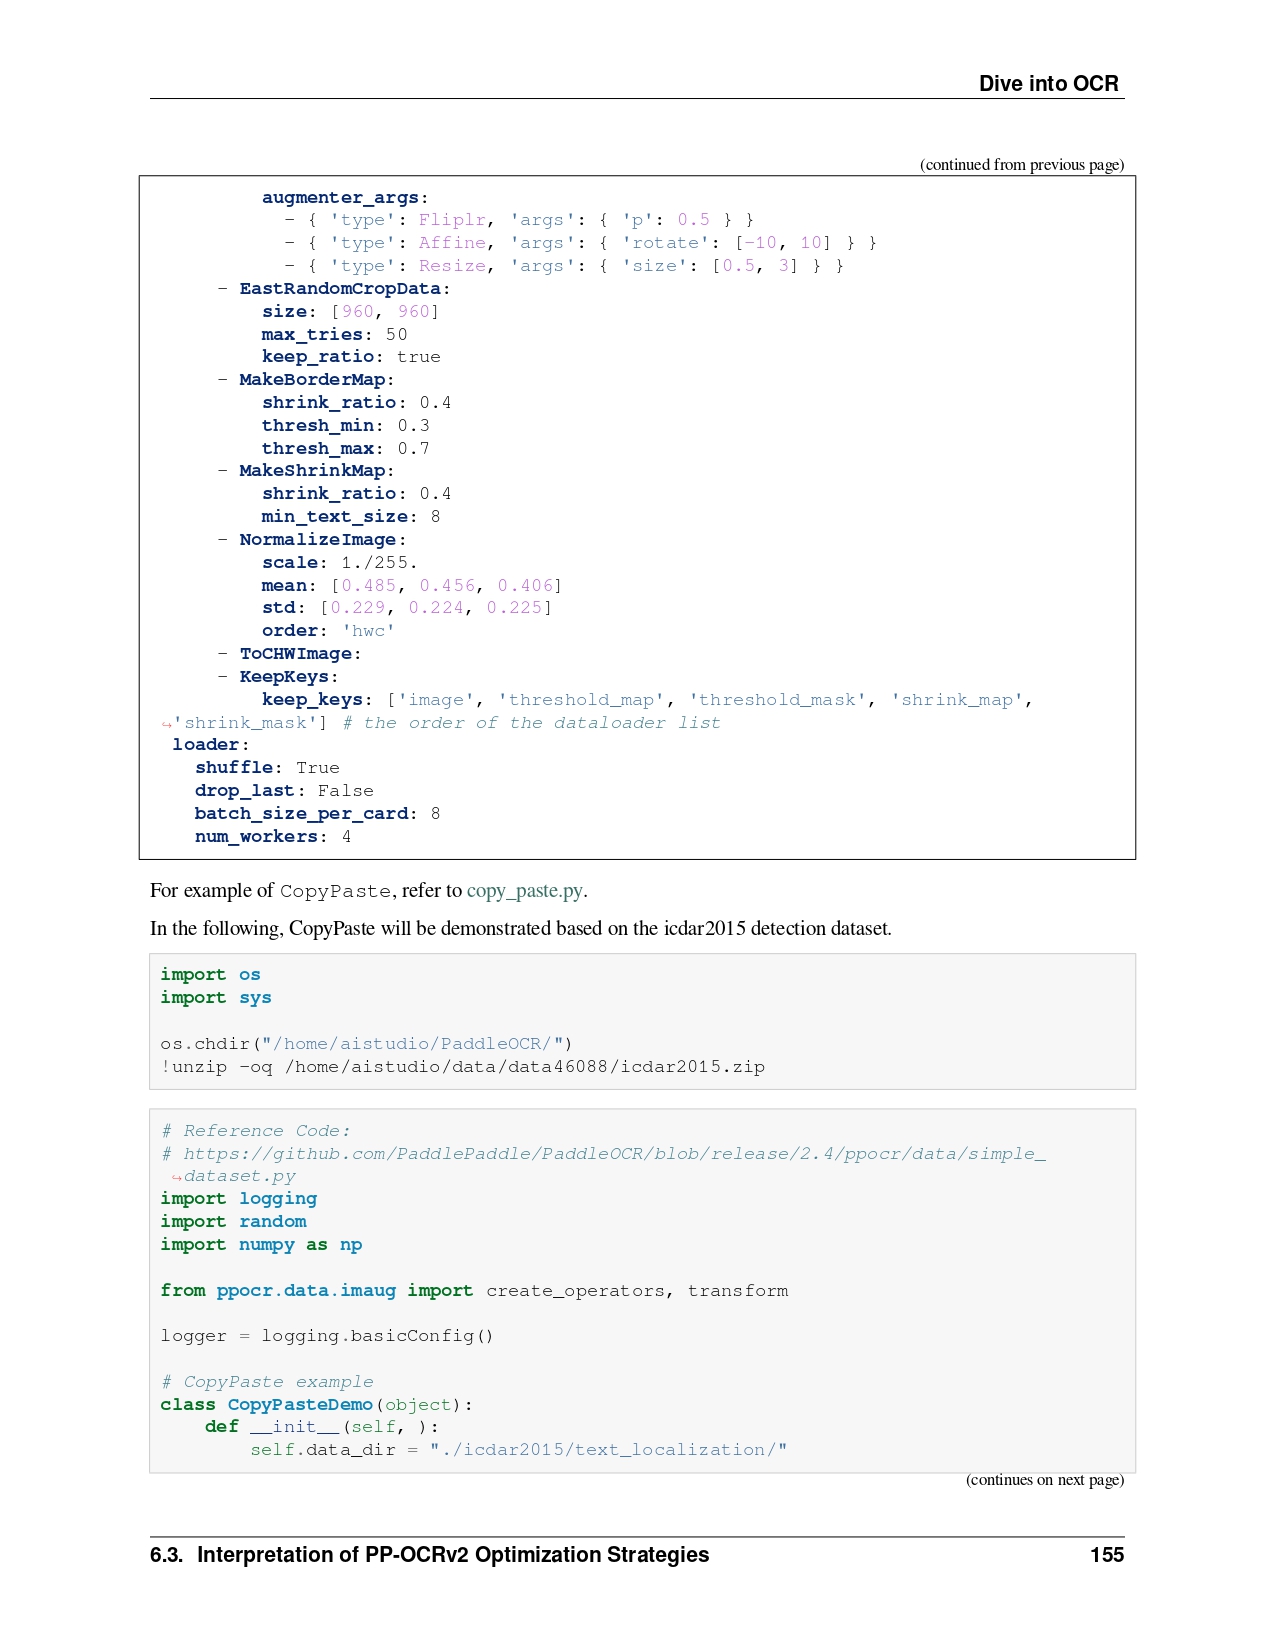 Dive into OCR
(continued from previous page)
         augmenter_args:
           - { 'type': Fliplr, 'args': { 'p': 0.5 } }
           - { 'type': Affine, 'args': { 'rotate': [-10, 10] } }
           - { 'type': Resize, 'args': { 'size': [0.5, 3] } }
     - EastRandomCropData:
         size: [960, 960]
         max_tries: 50
         keep_ratio: true
     - MakeBorderMap:
         shrink_ratio: 0.4
         thresh_min: 0.3
         thresh_max: 0.7
     - MakeShrinkMap:
         shrink_ratio: 0.4
         min_text_size: 8
     - NormalizeImage:
         scale: 1./255.
         mean: [0.485, 0.456, 0.406]
         std: [0.229, 0.224, 0.225]
         order: 'hwc'
     - ToCHWImage:
     - KeepKeys:
         keep_keys: ['image', 'threshold_map', 'threshold_mask', 'shrink_map',
↪'shrink_mask'] # the order of the dataloader list
 loader:
   shuffle: True
   drop_last: False
   batch_size_per_card: 8
   num_workers: 4
For example of CopyPaste, refer to copy_paste.py.
In the following, CopyPaste will be demonstrated based on the icdar2015 detection dataset.
import os
import sys
os.chdir("/home/aistudio/PaddleOCR/")
!unzip -oq /home/aistudio/data/data46088/icdar2015.zip
# Reference Code:
# https://github.com/PaddlePaddle/PaddleOCR/blob/release/2.4/ppocr/data/simple_
↪dataset.py
import logging
import random
import numpy as np
from ppocr.data.imaug import create_operators, transform
logger = logging.basicConfig()
# CopyPaste example
class CopyPasteDemo(object):
    def __init__(self, ):
        self.data_dir = "./icdar2015/text_localization/"
(continues on next page)
6.3. Interpretation of PP-OCRv2 Optimization Strategies 155